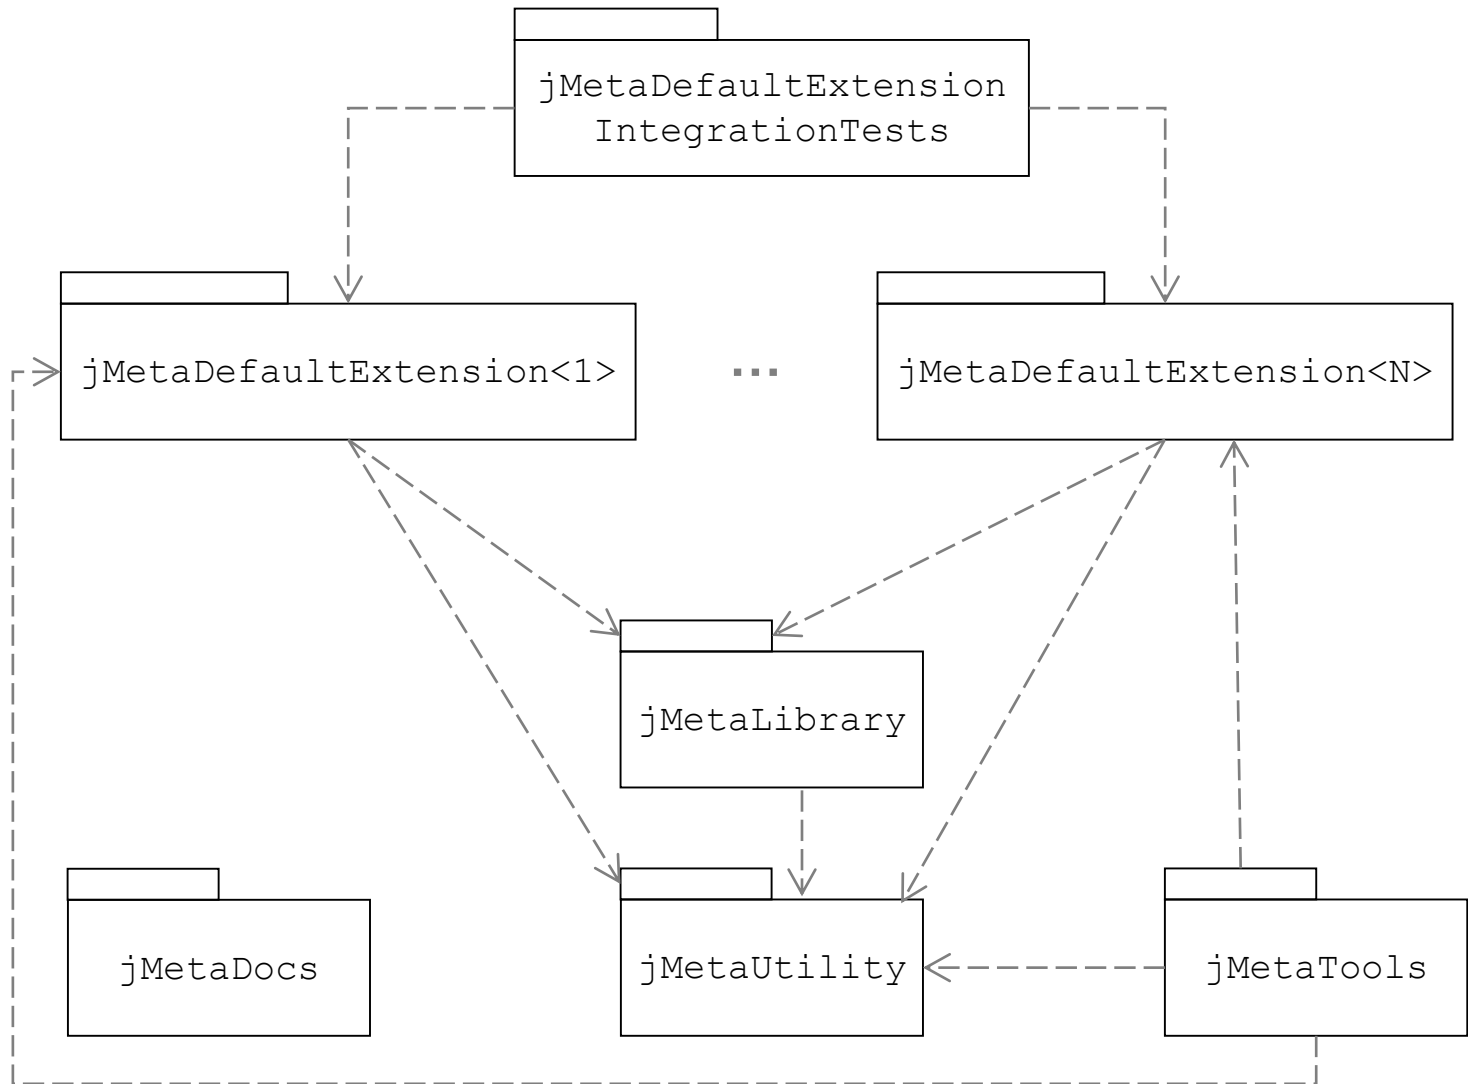 jMetaDefaultExtension
IntegrationTests
jMetaDefaultExtension<1>
...
jMetaDefaultExtension<N>
jMetaLibrary
jMetaDocs
jMetaUtility
jMetaTools